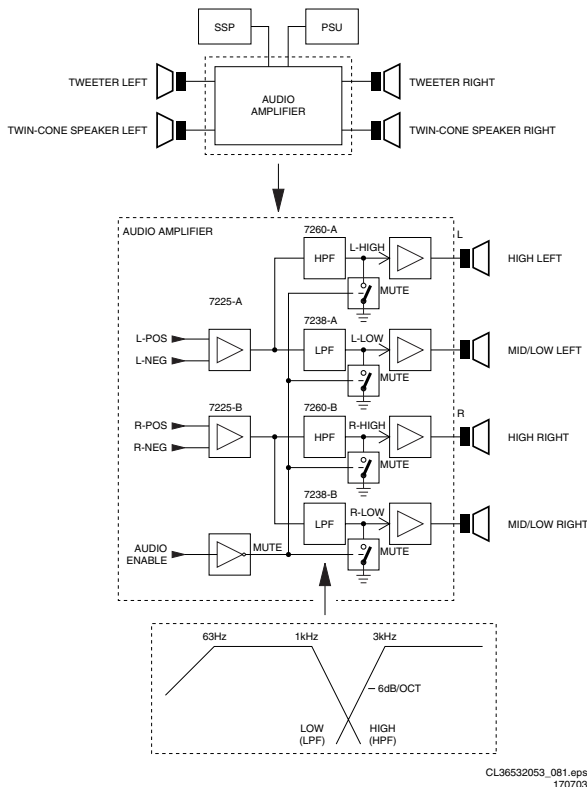 SSP
PSU
TWEETER LEFT
TWEETER RIGHT
AUDIO
AMPLIFIER
TWIN-CONE SPEAKER LEFT
TWIN-CONE SPEAKER RIGHT
AUDIO AMPLIFIER
7260-A
L
L-HIGH
HPF
HIGH LEFT
MUTE
7225-A
7238-A
L-POS
L-LOW
L-NEG
LPF
MID/LOW LEFT
MUTE
7225-B
7260-B
R
R-POS
R-HIGH
R-NEG
HPF
HIGH RIGHT
MUTE
7238-B
R-LOW
LPF
MID/LOW RIGHT
AUDIO
ENABLE
MUTE
MUTE
63Hz
1kHz
3kHz
6dB/OCT
LOW
(LPF)
HIGH
(HPF)
CL36532053_081.eps
170703